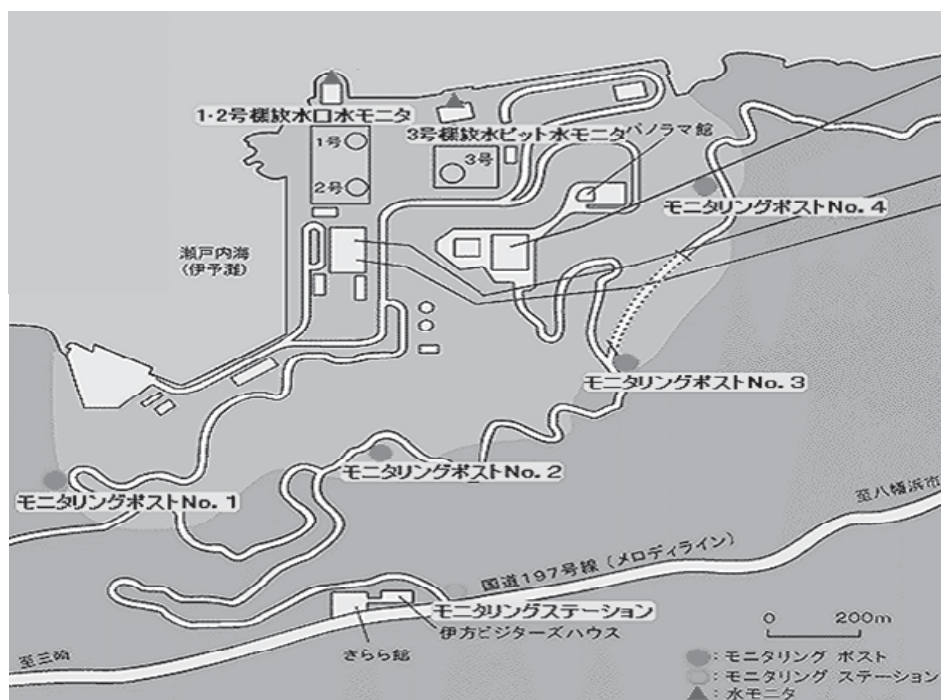 1・2号機放水口水モニタ
3号機放水ピット水モニタ
パノラマ館
1号
3号
2号
モニタリングポストNo. 4
瀬戸内海
(伊予灘)
モニタリングポストNo. 3
モニタリングポストNo. 2
モニタリングポストNo. 1
至八幡浜市
国道197号線 (メロディライン)
モニタリングステーション
伊方ビジターズハウス
きらら館
至三崎
0 200m
: モニタリング ポスト
: モニタリング ステーション
: 水モニタ